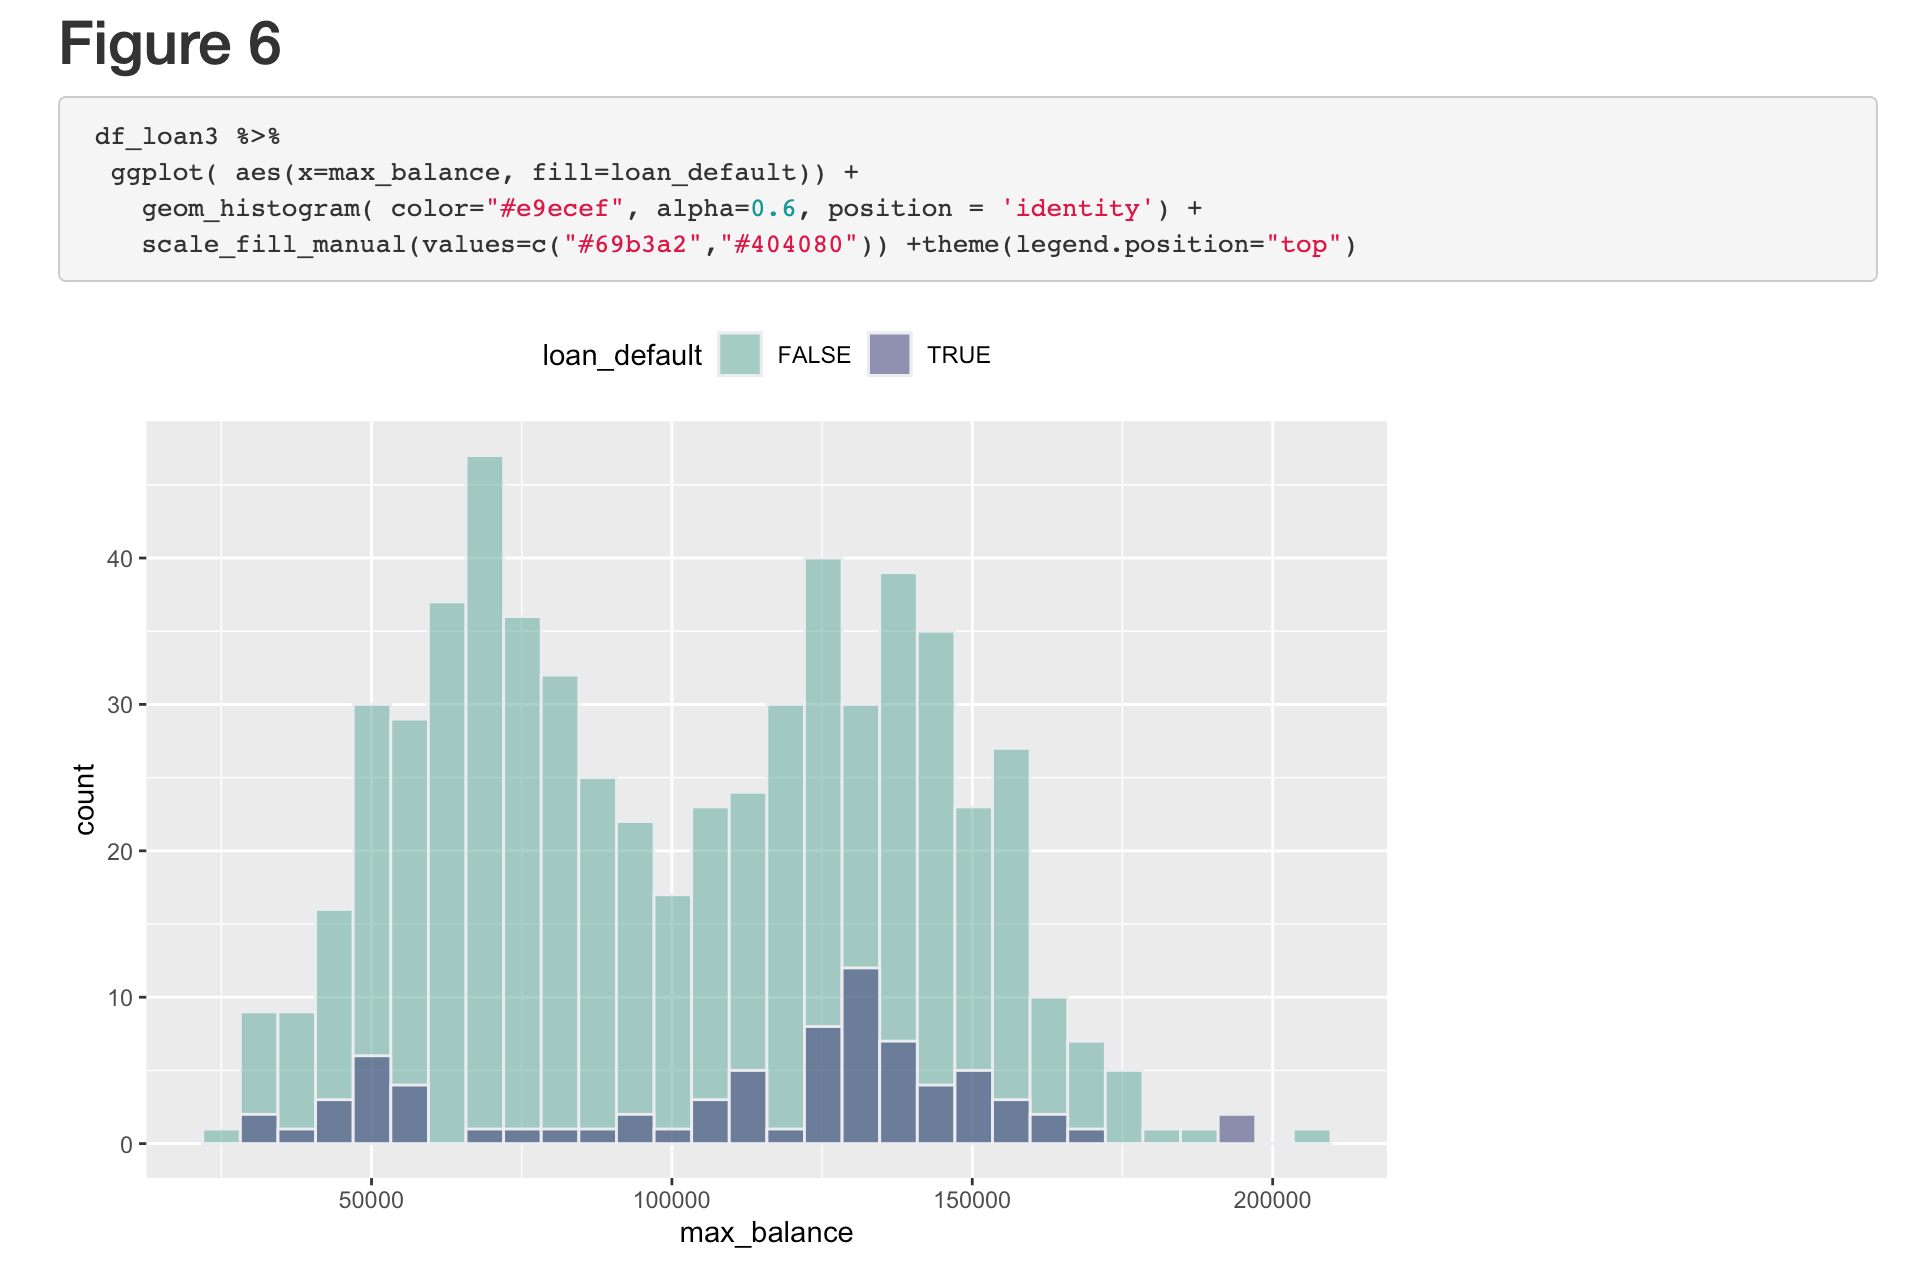 Figure 6
df_loan3 %>%
ggplot( aes(x=max_balance, fill=loan_default)) +
geom_histogram( color="#e9ecef", alpha=0.6, position = 'identity') +
scale_fill_manual(values=c("#69b3a2","#404080")) +theme(legend.position="top")
loan_default FALSE TRUE
40
30
20
10
0
count
50000 100000 150000 200000
max_balance